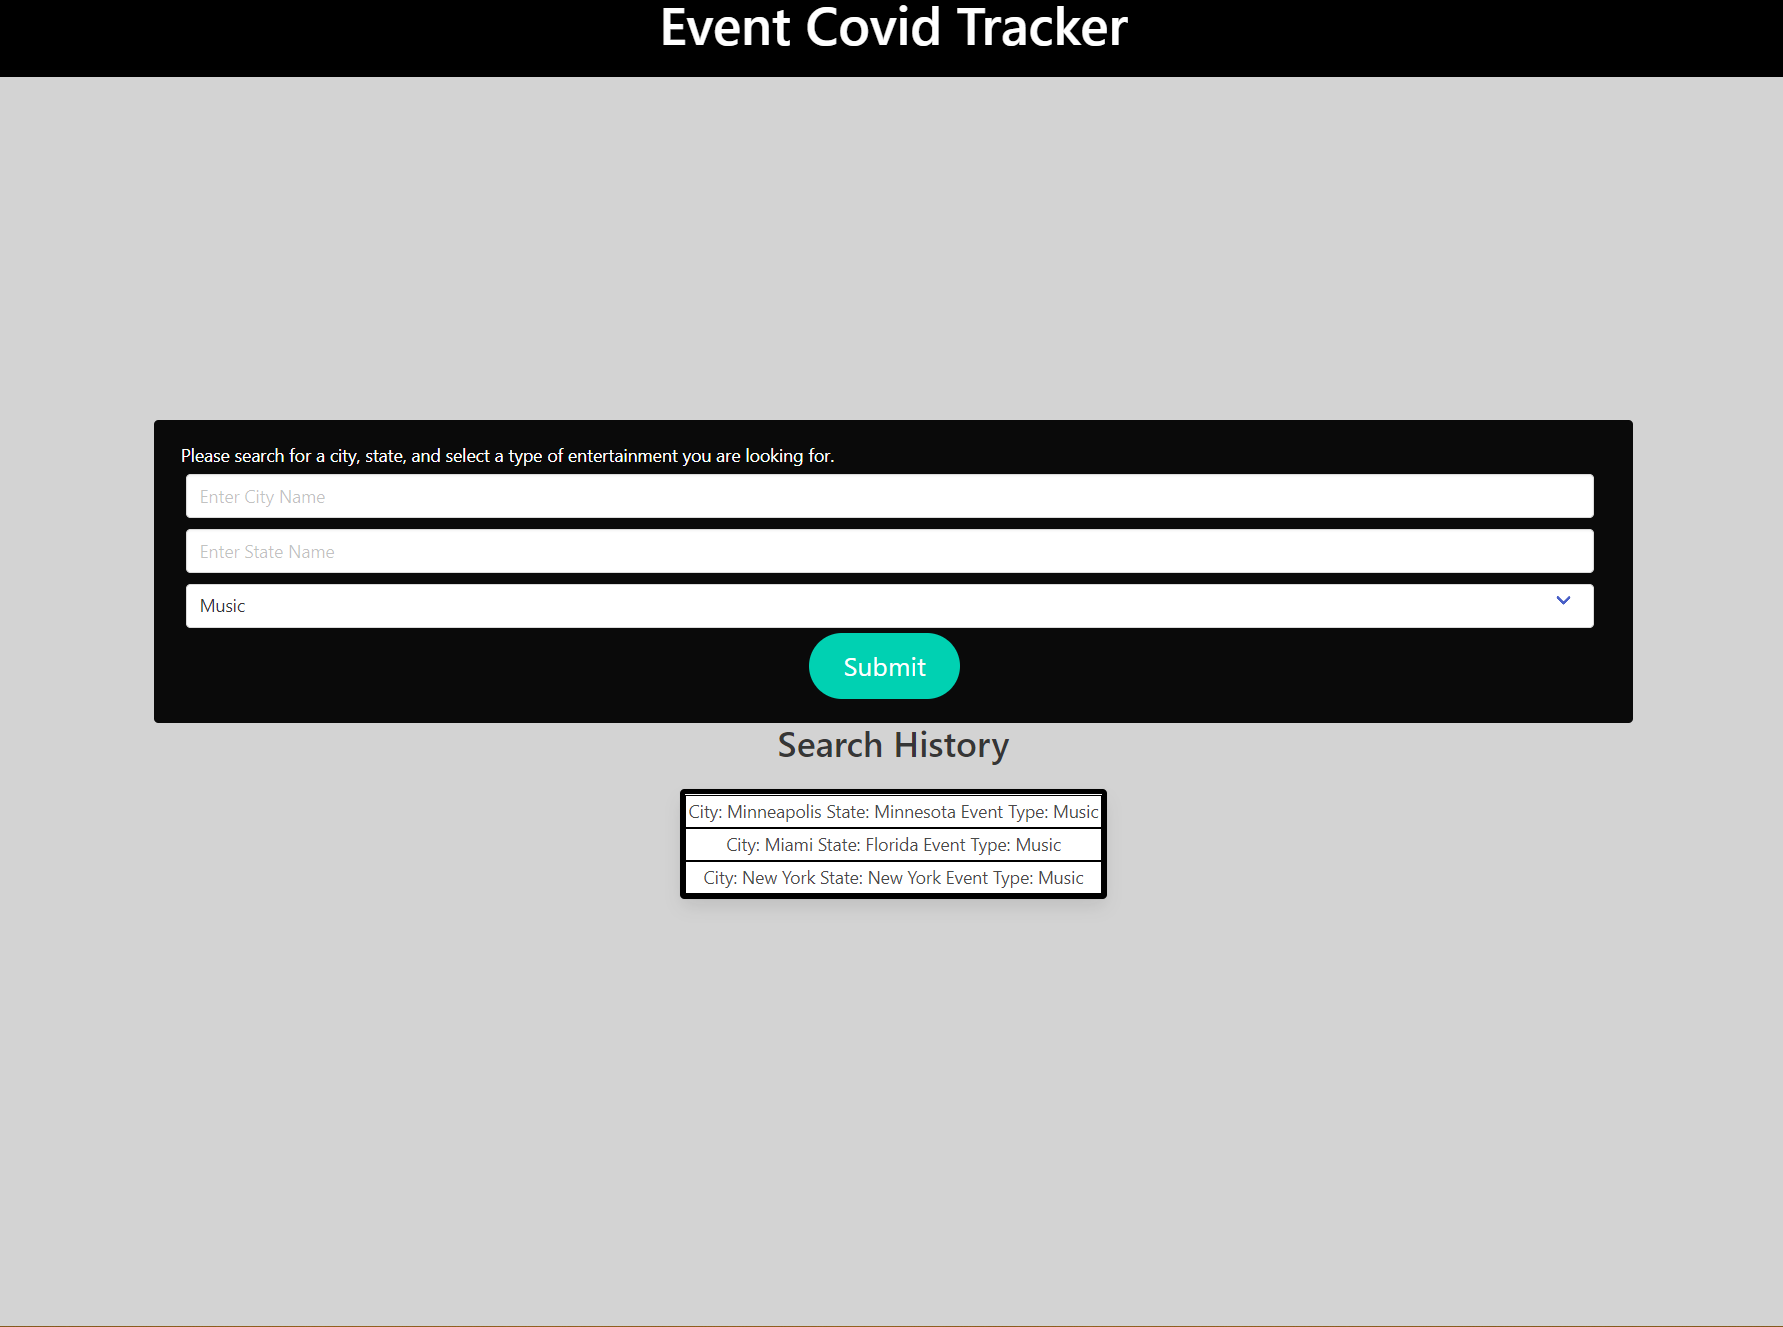 Event Covid Tracker
Please search for a city, state, and select a type of entertainment you are looking for.
Enter City Name
Enter State Name
Music
Submit
Search History
City: Minneapolis State: Minnesota Event Type: Music
City: Miami State: Florida Event Type: Music
City: New York State: New York Event Type: Music